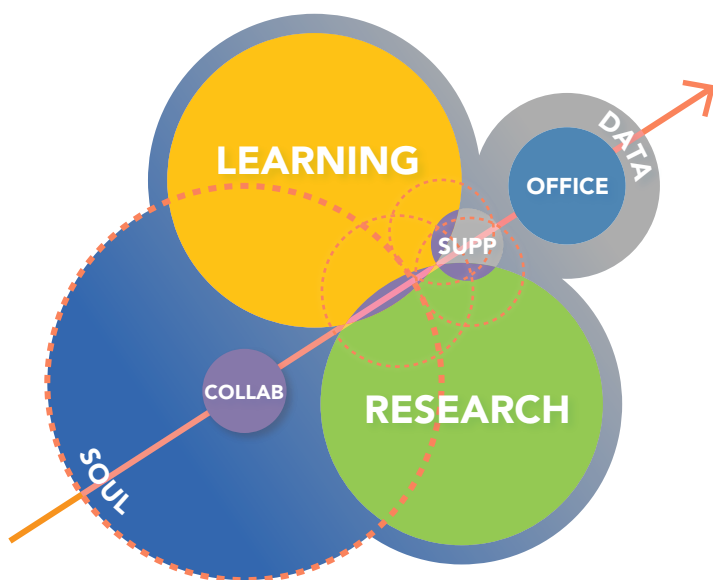 LEARNING
DATA
OFFICE
SUPP
COLLAB
RESEARCH
SOUL